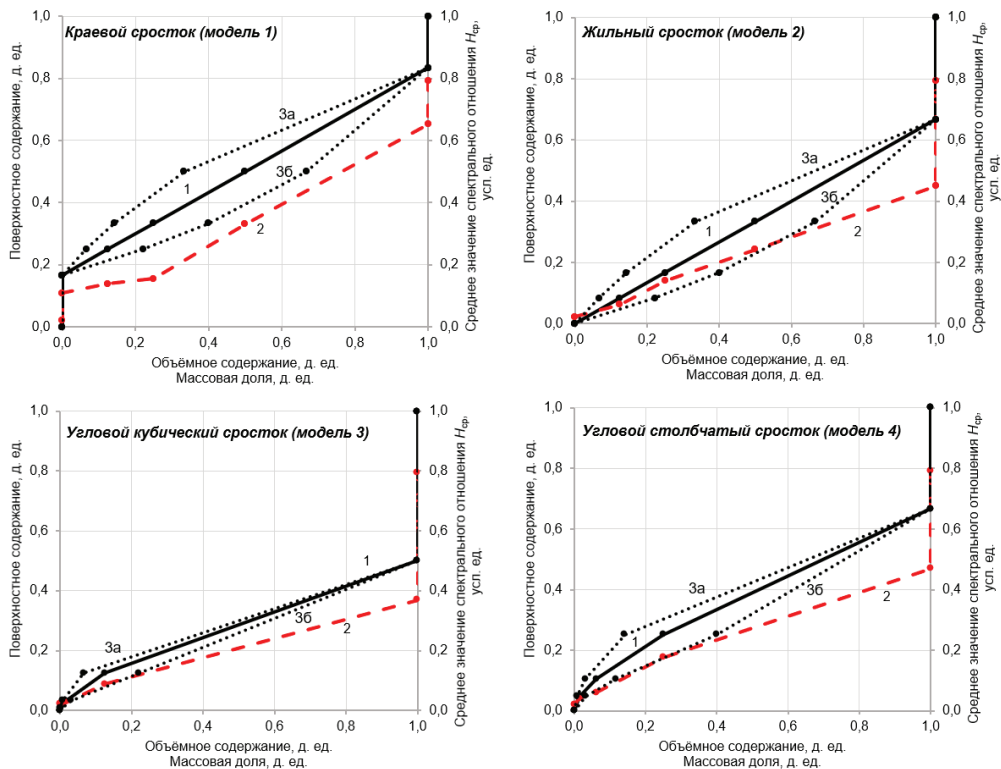 Краевой сросток (модель 1)
Поверхностное содержание, д. ед.
1,0
0,8
0,6
0,4
0,2
0,0
3а
1
3б
2
0,0 0,2 0,4 0,6 0,8 1,0
Объёмное содержание, д. ед.
Массовая доля, д. ед.
1,0
0,8
0,6
0,4
0,2
0,0
Среднее значение спектрального отношения Hср,
усл. ед.
Жильный сросток (модель 2)
Поверхностное содержание, д. ед.
1,0
0,8
0,6
0,4
0,2
0,0
3а
1
3б
2
0,0 0,2 0,4 0,6 0,8 1,0
Объёмное содержание, д. ед.
Массовая доля, д. ед.
1,0
0,8
0,6
0,4
0,2
0,0
Среднее значение спектрального отношения Hср,
усл. ед.
Угловой кубический сросток (модель 3)
Поверхностное содержание, д. ед.
1,0
0,8
0,6
0,4
0,2
0,0
1
3а
3б
2
0,0 0,2 0,4 0,6 0,8 1,0
Объёмное содержание, д. ед.
Массовая доля, д. ед.
1,0
0,8
0,6
0,4
0,2
0,0
Среднее значение спектрального отношения Hср,
усл. ед.
Угловой столбчатый сросток (модель 4)
Поверхностное содержание, д. ед.
1,0
0,8
0,6
0,4
0,2
0,0
3а
1
3б
2
0,0 0,2 0,4 0,6 0,8 1,0
Объёмное содержание, д. ед.
Массовая доля, д. ед.
1,0
0,8
0,6
0,4
0,2
0,0
Среднее значение спектрального отношения Hср,
усл. ед.